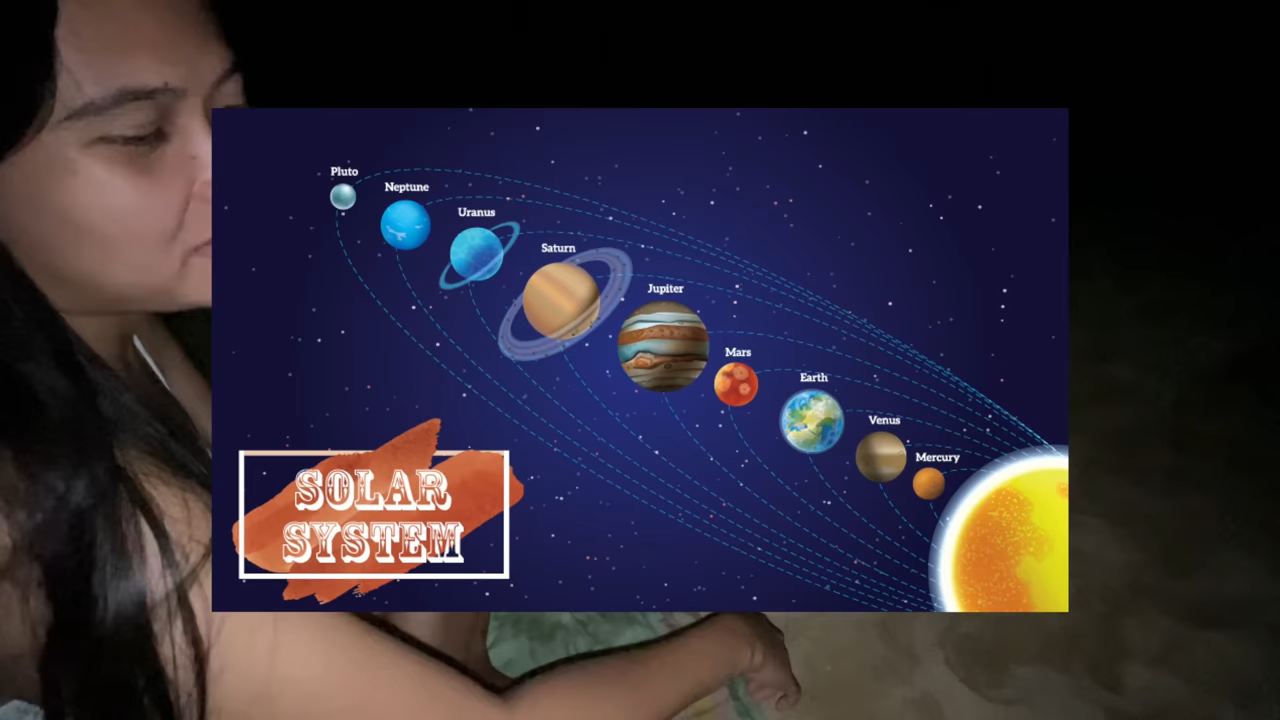 Pluto
Neptune
Uranus
Saturn
Jupiter
Mars
Earth
Venus
Mercury
SOLAR
SYSTEM